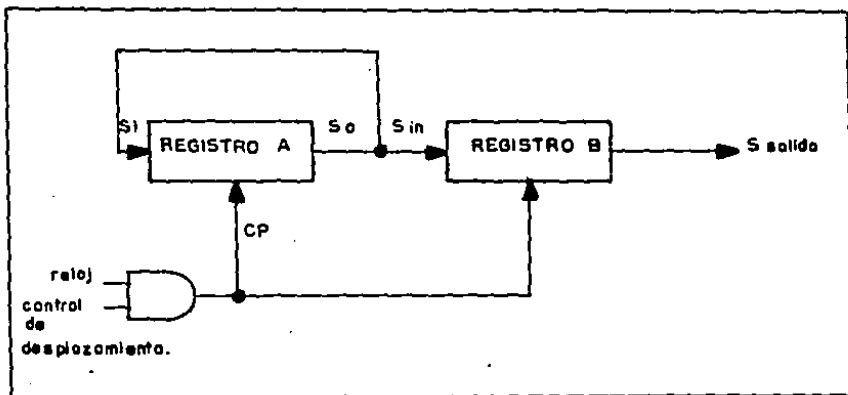 Si
REGISTRO A
So
Sin
REGISTRO B
S salida
CP
reloj
control
de
desplazamiento.